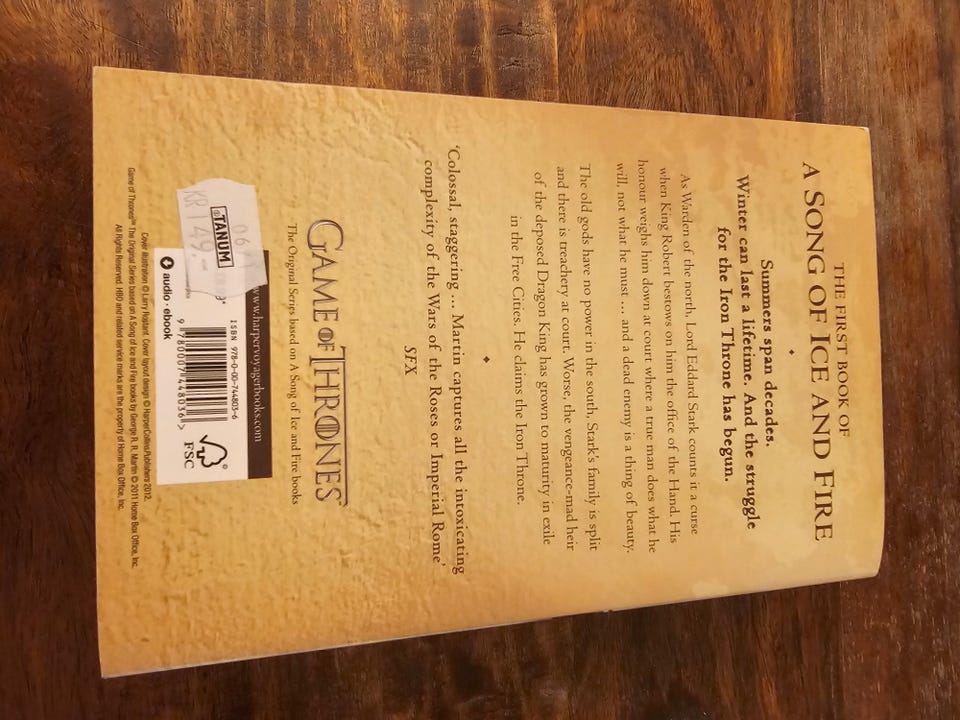 THE FIRST BOOK OF
A SONG OF ICE AND FIRE
Summers span decades.
Winter can last a lifetime. And the struggle
for the Iron Throne has begun.
As Warden of the north, Lord Eddard Stark counts it a curse
when King Robert bestows on him the office of the Hand. His
honour weighs him down at court where a true man does what he
will, not what he must ... and a dead enemy is a thing of beauty.
The old gods have no power in the south, Stark's family is split
and there is treachery at court. Worse, the vengeance-mad heir
of the deposed Dragon King has grown to maturity in exile
in the Free Cities. He claims the Iron Throne.
'Colossal, staggering ... Martin captures all the intoxicating
complexity of the Wars of the Roses or Imperial Rome'
SFX
GAME OF THRONES
The Original Series based on A Song of Ice and Fire books
www.harpervoyagerbooks.com
ISBN 978-0-00-744803-6
9 780007 448036 >
FSC
TANUM
KR 149,-
audio · ebook
Cover illustration © Larry Rostant. Cover layout design © HarperCollinsPublishers 2012.
Game of Thrones™ The Original Series based on A Song of Ice and Fire books by George R. R. Martin © 2011 Home Box Office, Inc.
All Rights Reserved. HBO and related service marks are the property of Home Box Office, Inc.